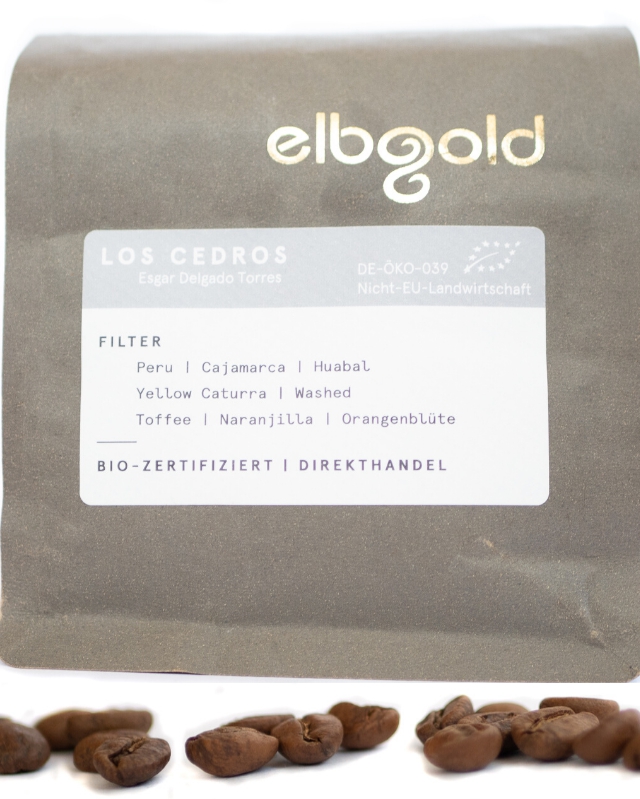 elbgold
LOS CEDROS
Esgar Delgado Torres
DE-ÖKO-039
Nicht-EU-Landwirtschaft
FILTER
Peru | Cajamarca | Huabal
Yellow Caturra | Washed
Toffee | Naranjilla | Orangenblüte
BIO-ZERTIFIZIERT | DIREKTHANDEL